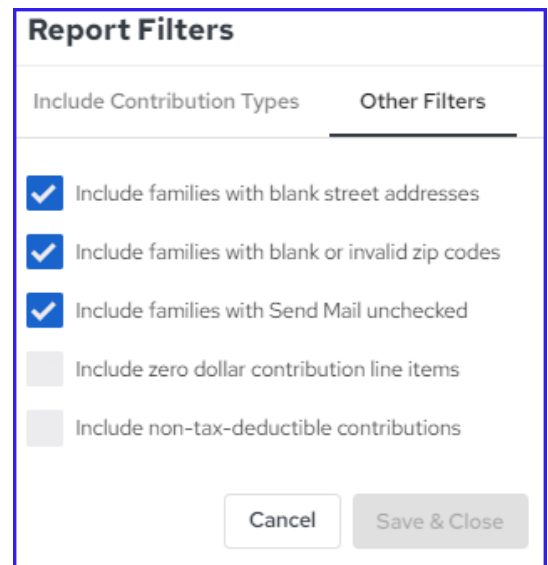 Report Filters
Include Contribution Types
Other Filters
Include families with blank street addresses
Include families with blank or invalid zip codes
Include families with Send Mail unchecked
Include zero dollar contribution line items
Include non-tax-deductible contributions
Cancel
Save & Close